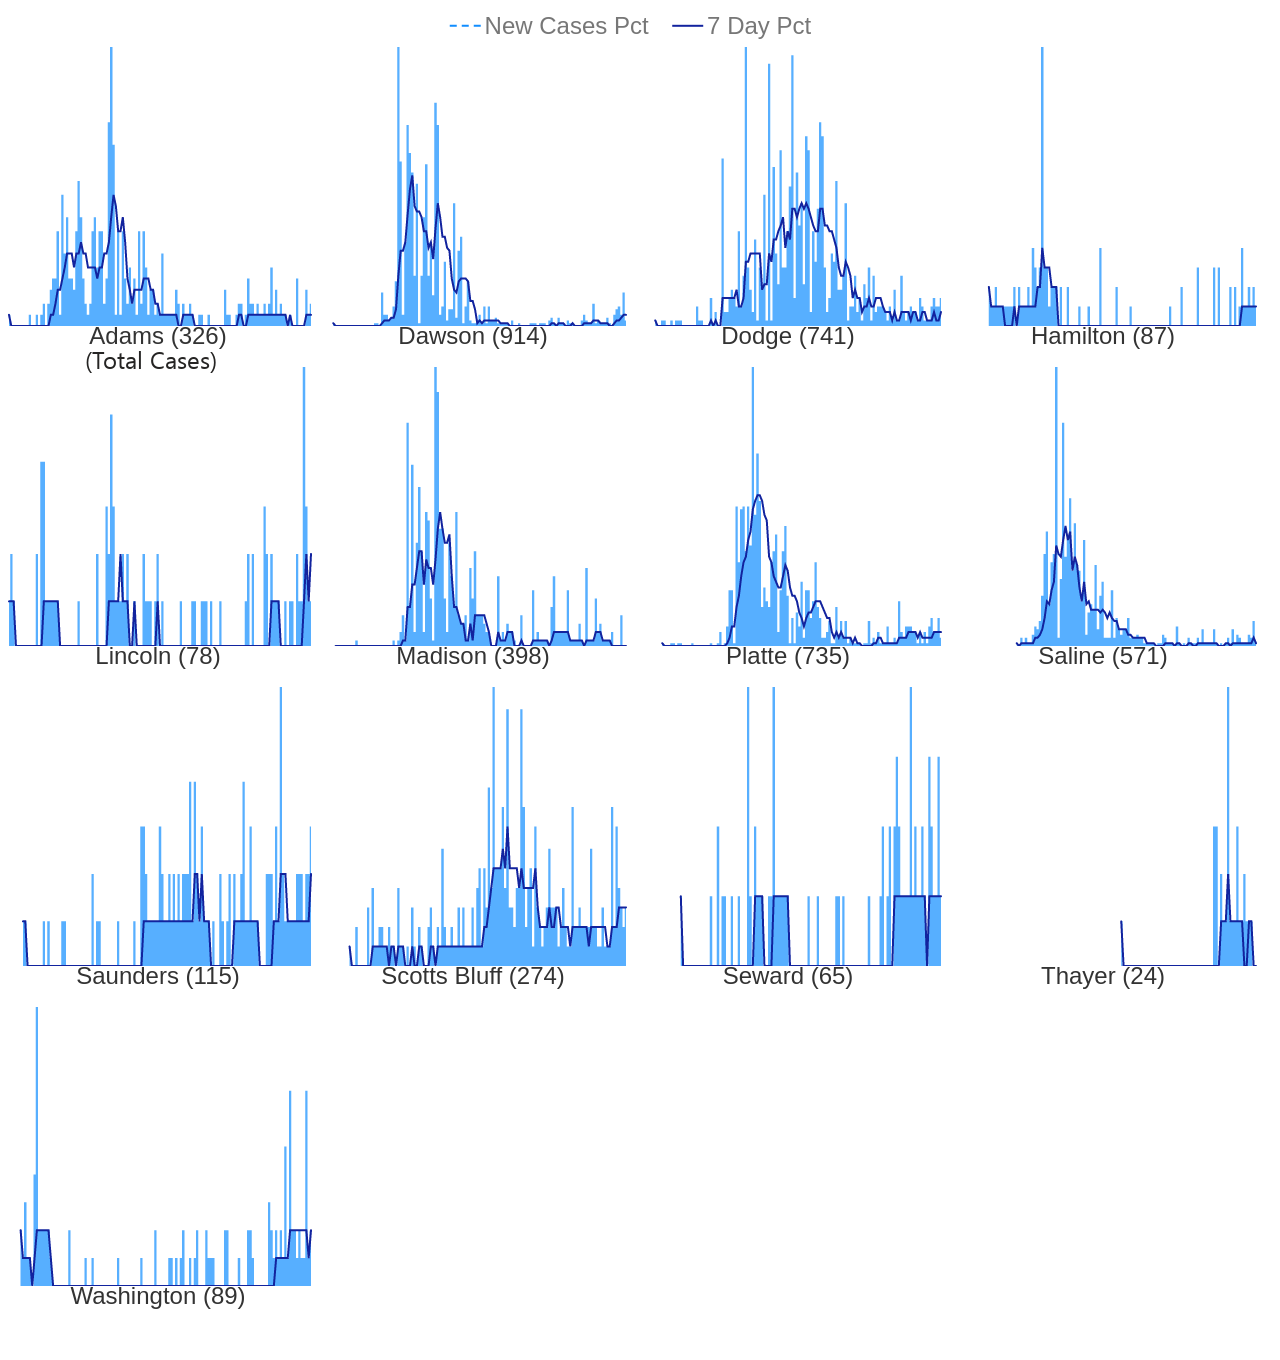 New Cases Pct 7 Day Pct
Adams (326) Dawson (914) Dodge (741) Hamilton (87)
(Total Cases)
Lincoln (78) Madison (398) Platte (735) Saline (571)
Saunders (115) Scotts Bluff (274) Seward (65) Thayer (24)
Washington (89)